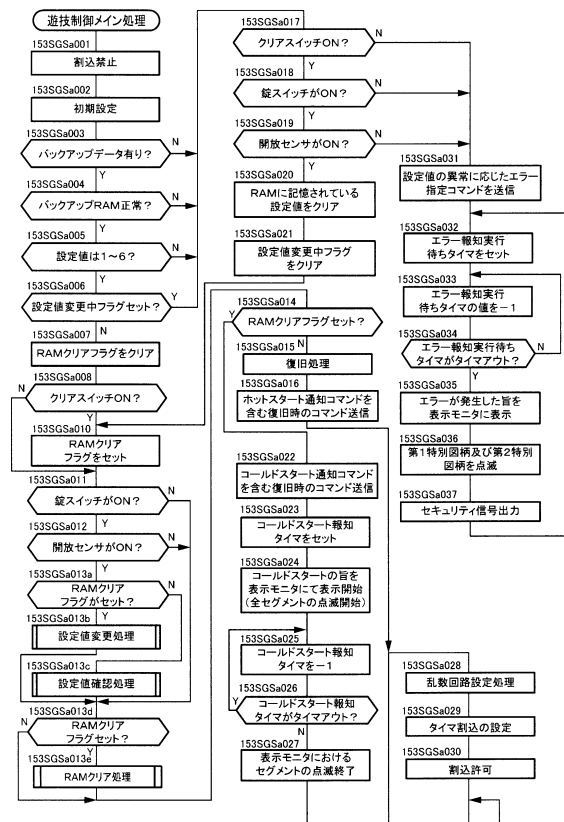 遊技制御メイン処理
153SGSa001
割込禁止
153SGSa002
初期設定
153SGSa003
バックアップデータ有り?
N
Y
153SGSa004
バックアップRAM正常?
N
Y
153SGSa005
設定値は1～6?
N
Y
153SGSa006
設定値変更中フラグセット?
Y
N
153SGSa007
RAMクリアフラグをクリア
153SGSa008
N
クリアスイッチON?
Y
153SGSa010
RAMクリア
フラグをセット
153SGSa011
錠スイッチがON?
N
Y
153SGSa012
開放センサがON?
N
Y
153SGSa013a
RAMクリア
フラグがセット?
N
Y
153SGSa013b
設定値変更処理
153SGSa013c
設定値確認処理
153SGSa013d
RAMクリア
フラグセット?
N
Y
153SGSa013e
RAMクリア処理
153SGSa017
クリアスイッチON?
N
Y
153SGSa018
錠スイッチがON?
N
Y
153SGSa019
開放センサがON?
N
Y
153SGSa020
RAMに記憶されている
設定値をクリア
153SGSa021
設定値変更中フラグ
をクリア
153SGSa014
Y
RAMクリアフラグセット?
N
153SGSa015
復旧処理
153SGSa016
ホットスタート通知コマンドを
含む復旧時のコマンド送信
153SGSa022
コールドスタート通知コマンド
を含む復旧時のコマンド送信
153SGSa023
コールドスタート報知
タイマをセット
153SGSa024
コールドスタートの旨を
表示モニタにて表示開始
(全セグメントの点滅開始)
153SGSa025
コールドスタート報知
タイマを-1
153SGSa026
Y
コールドスタート報知
タイマがタイマアウト?
N
153SGSa027
表示モニタにおける
セグメントの点滅終了
153SGSa031
設定値の異常に応じたエラー
指定コマンドを送信
153SGSa032
エラー報知実行
待ちタイマをセット
153SGSa033
エラー報知実行
待ちタイマの値を-1
153SGSa034
エラー報知実行待ち
タイマがタイマアウト?
N
Y
153SGSa035
エラーが発生した旨を
表示モニタに表示
153SGSa036
第1特別図柄及び第2特別
図柄を点滅
153SGSa037
セキュリティ信号出力
153SGSa028
乱数回路設定処理
153SGSa029
タイマ割込の設定
153SGSa030
割込許可